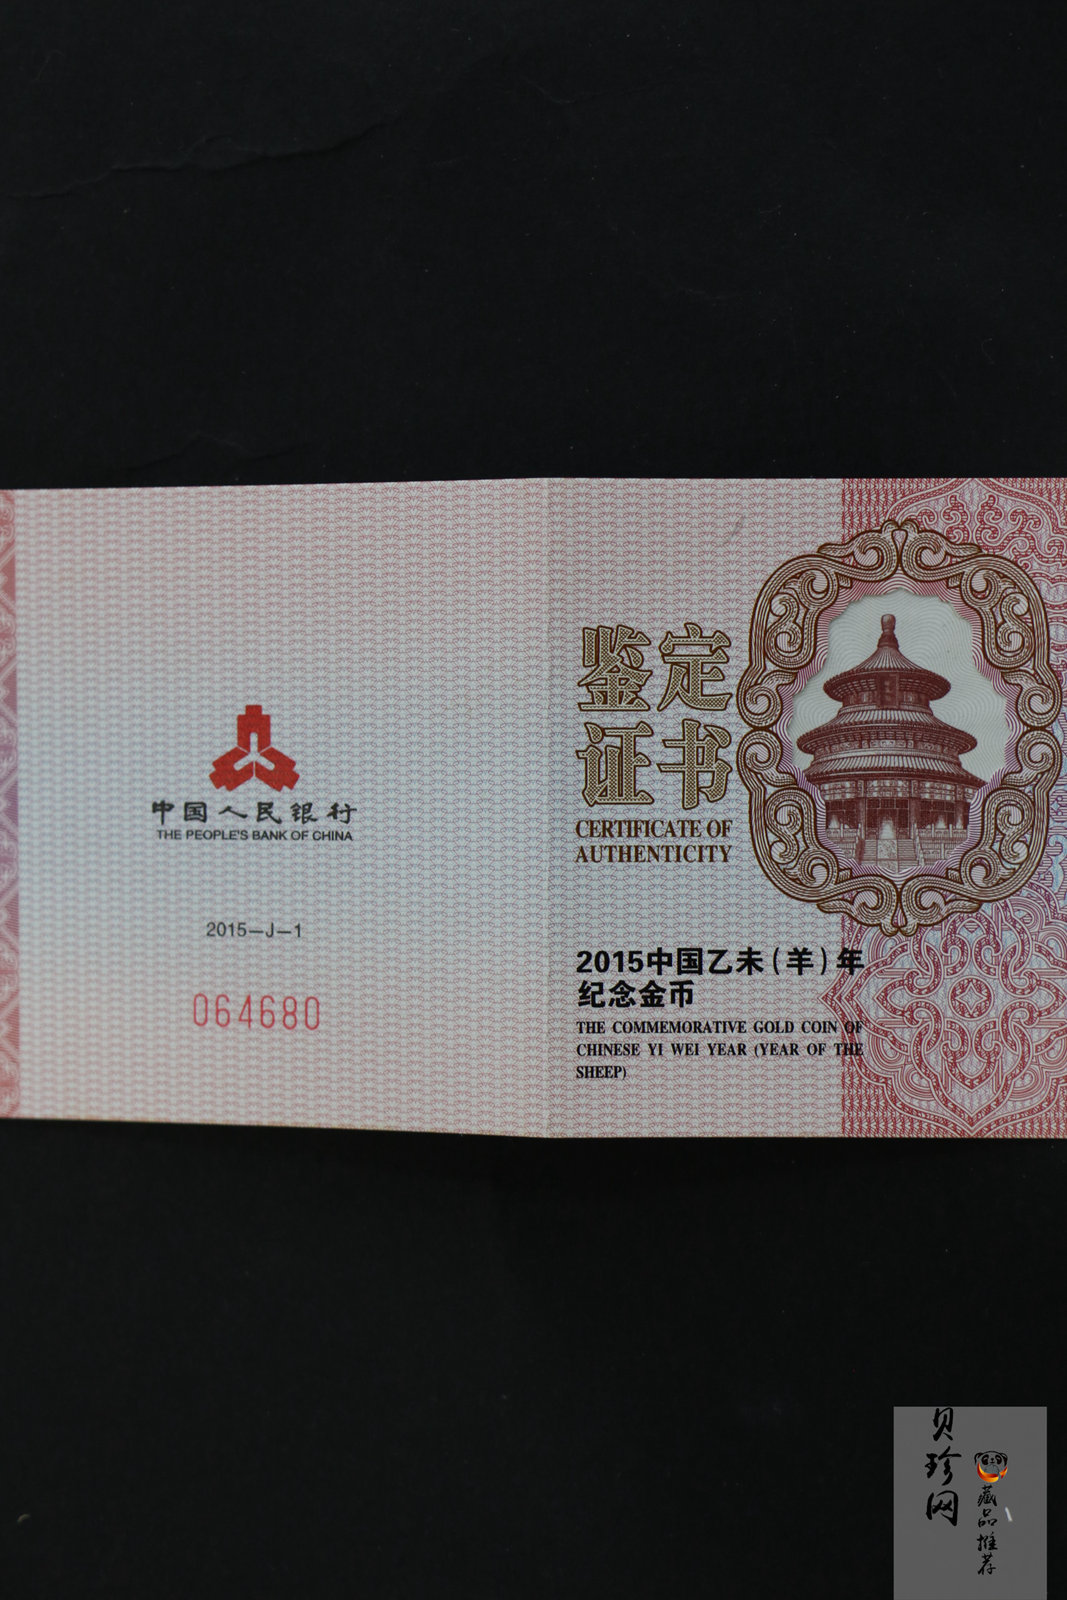 中国人民银行
THE PEOPLE'S BANK OF CHINA
2015－J－1
064680
鉴定
证书
CERTIFICATE OF
AUTHENTICITY
2015中国乙未（羊）年
纪念金币
THE COMMEMORATIVE GOLD COIN OF
CHINESE YI WEI YEAR (YEAR OF THE
SHEEP)
贝珍网
藏品推荐